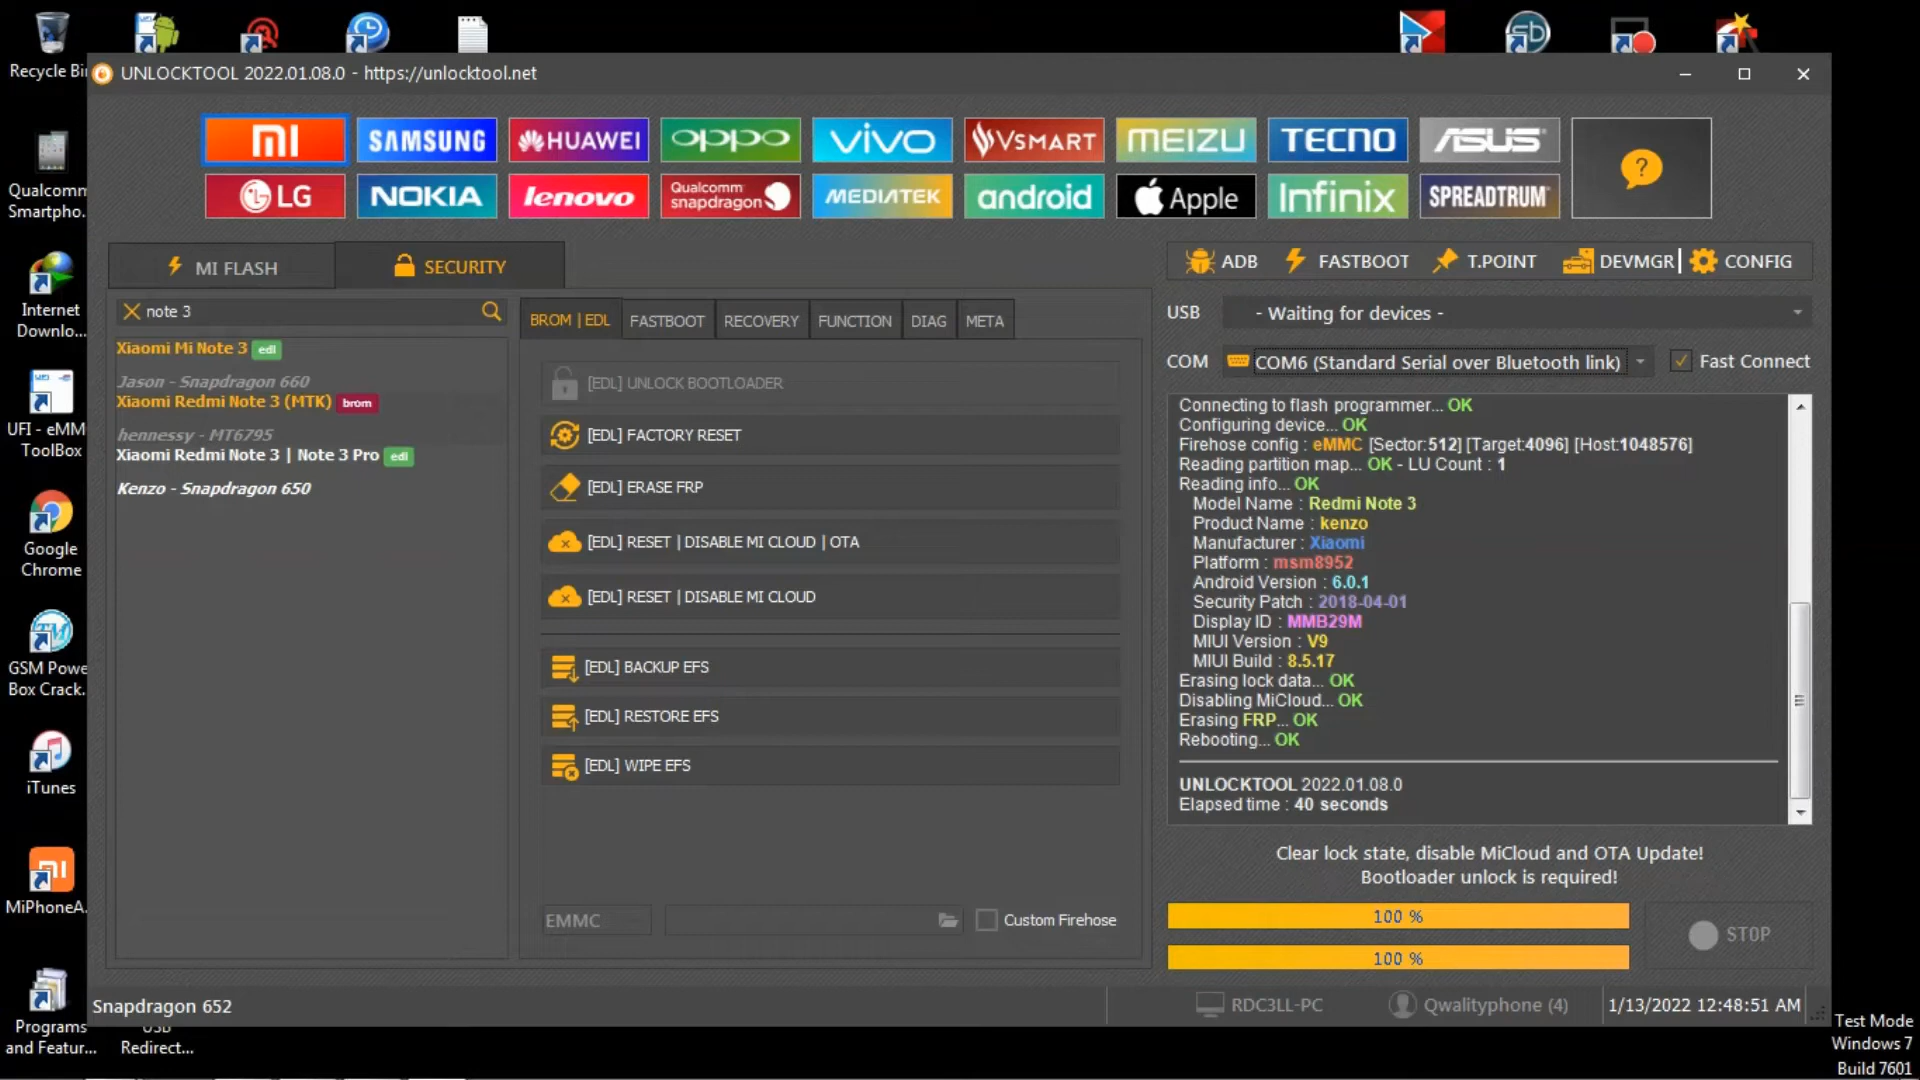 Recycle Bi
UNLOCKTOOL 2022.01.08.0 - https://unlocktool.net
MI SAMSUNG HUAWEI oppo vivo VSMART MEIZU TECNO ASUS
LG NOKIA lenovo Qualcomm snapdragon MEDIATEK android Apple Infinix SPREADTRUM
?
Qualcomm
Smartpho...
Internet
Downlo...
UFI - eMM
ToolBox
Google
Chrome
GSM Powe
Box Crack...
iTunes
MiPhoneA...
Programs
and Featur...
USB
Redirect...
MI FLASH
SECURITY
note 3
Xiaomi Mi Note 3 edl
Jason - Snapdragon 660
Xiaomi Redmi Note 3 (MTK) brom
hennessy - MT6795
Xiaomi Redmi Note 3 | Note 3 Pro edl
Kenzo - Snapdragon 650
BROM | EDL FASTBOOT RECOVERY FUNCTION DIAG META
[EDL] UNLOCK BOOTLOADER
[EDL] FACTORY RESET
[EDL] ERASE FRP
[EDL] RESET | DISABLE MI CLOUD | OTA
[EDL] RESET | DISABLE MI CLOUD
[EDL] BACKUP EFS
[EDL] RESTORE EFS
[EDL] WIPE EFS
EMMC
Custom Firehose
ADB FASTBOOT T.POINT DEVMGR CONFIG
USB - Waiting for devices -
COM COM6 (Standard Serial over Bluetooth link) Fast Connect
Connecting to flash programmer... OK
Configuring device... OK
Firehose config : eMMC [Sector:512] [Target:4096] [Host:1048576]
Reading partition map... OK - LU Count : 1
Reading info... OK
Model Name : Redmi Note 3
Product Name : kenzo
Manufacturer : Xiaomi
Platform : msm8952
Android Version : 6.0.1
Security Patch : 2018-04-01
Display ID : MMB29M
MIUI Version : V9
MIUI Build : 8.5.17
Erasing lock data... OK
Disabling MiCloud... OK
Erasing FRP... OK
Rebooting... OK
UNLOCKTOOL 2022.01.08.0
Elapsed time : 40 seconds
Clear lock state, disable MiCloud and OTA Update!
Bootloader unlock is required!
100 %
100 %
STOP
Snapdragon 652
RDC3LL-PC
Qwalityphone (4)
1/13/2022 12:48:51 AM
Test Mode
Windows 7
Build 7601